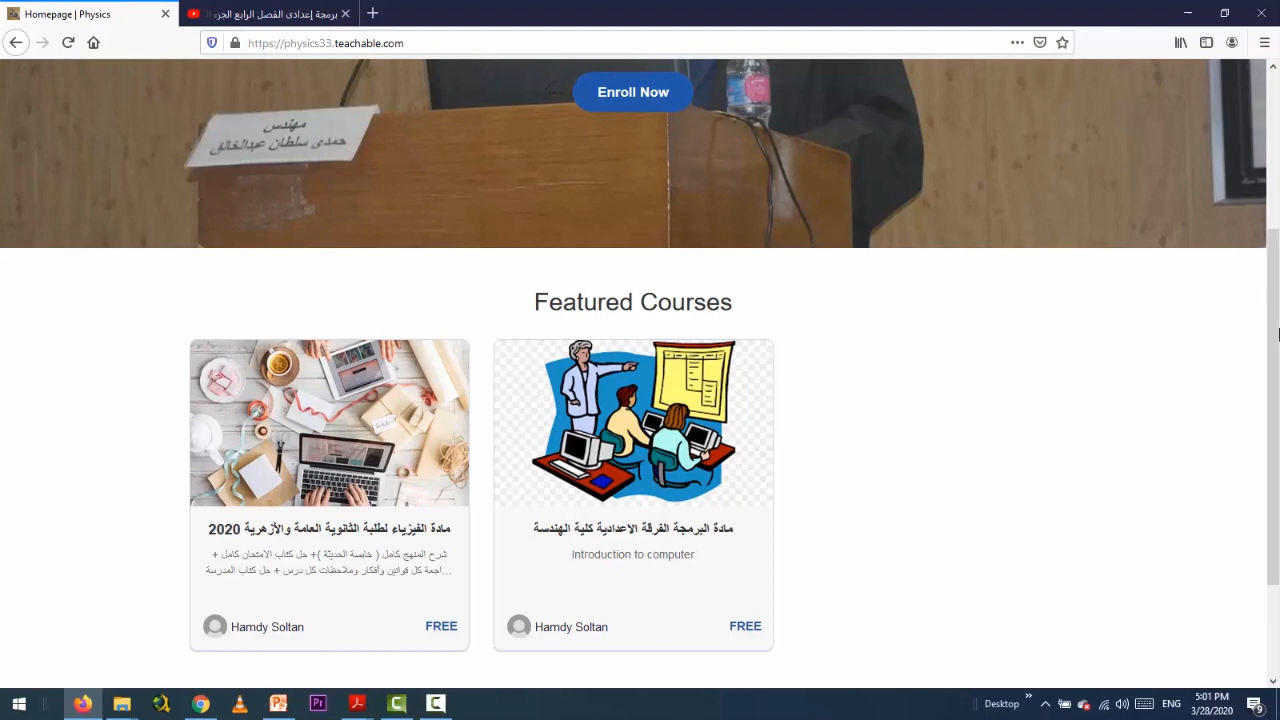 Homepage | Physics
برمجة إعدادى الفصل الرابع الجزء ال
https://physics33.teachable.com
Enroll Now
مهندس
حمدى سلطان عبدالخالق
Featured Courses
مادة الفيزياء لطلبة الثانوية العامة والأزهرية 2020
شرح المنهج كامل ( خاصة الحديثة )+ حل كتاب الامتحان كامل +
اجعة كل قوانين وأفكار وملاحظات كل درس + حل كتاب المدرسة...
Hamdy Soltan
FREE
مادة البرمجة الفرقة الاعدادية كلية الهندسة
Introduction to computer
Hamdy Soltan
FREE
Desktop
ENG
5:01 PM
3/28/2020